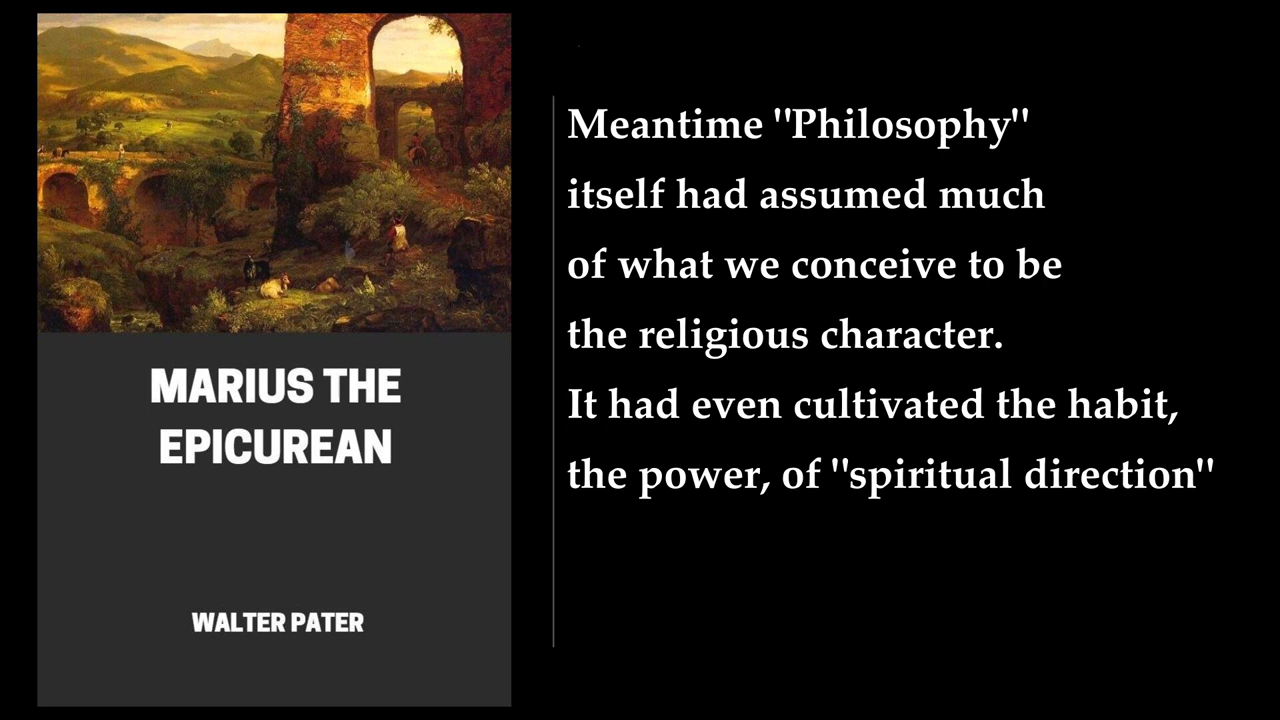 MARIUS THE
EPICUREAN
WALTER PATER
Meantime "Philosophy"
itself had assumed much
of what we conceive to be
the religious character.
It had even cultivated the habit,
the power, of "spiritual direction"